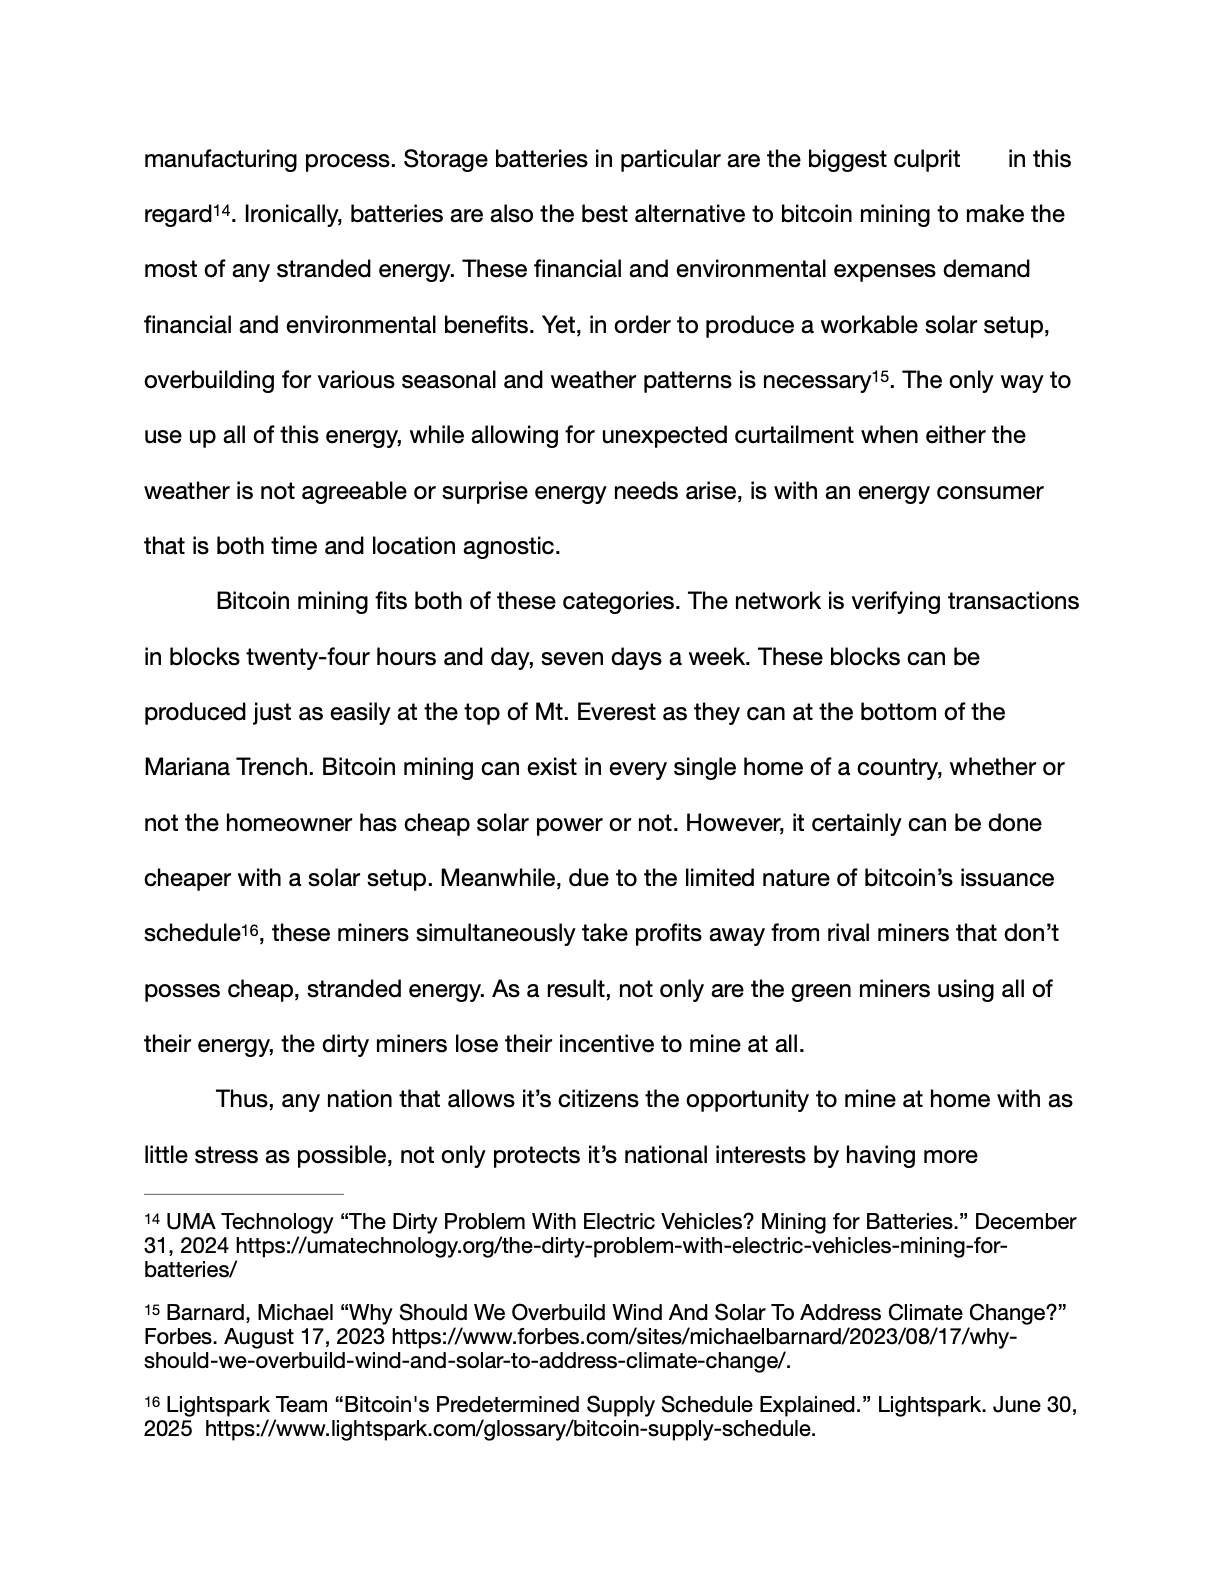 manufacturing process. Storage batteries in particular are the biggest culprit in this
regard¹⁴. Ironically, batteries are also the best alternative to bitcoin mining to make the
most of any stranded energy. These financial and environmental expenses demand
financial and environmental benefits. Yet, in order to produce a workable solar setup,
overbuilding for various seasonal and weather patterns is necessary¹⁵. The only way to
use up all of this energy, while allowing for unexpected curtailment when either the
weather is not agreeable or surprise energy needs arise, is with an energy consumer
that is both time and location agnostic.
Bitcoin mining fits both of these categories. The network is verifying transactions
in blocks twenty-four hours and day, seven days a week. These blocks can be
produced just as easily at the top of Mt. Everest as they can at the bottom of the
Mariana Trench. Bitcoin mining can exist in every single home of a country, whether or
not the homeowner has cheap solar power or not. However, it certainly can be done
cheaper with a solar setup. Meanwhile, due to the limited nature of bitcoin’s issuance
schedule¹⁶, these miners simultaneously take profits away from rival miners that don’t
posses cheap, stranded energy. As a result, not only are the green miners using all of
their energy, the dirty miners lose their incentive to mine at all.
Thus, any nation that allows it’s citizens the opportunity to mine at home with as
little stress as possible, not only protects it’s national interests by having more
¹⁴ UMA Technology “The Dirty Problem With Electric Vehicles? Mining for Batteries.” December
31, 2024 https://umatechnology.org/the-dirty-problem-with-electric-vehicles-mining-for-
batteries/
¹⁵ Barnard, Michael “Why Should We Overbuild Wind And Solar To Address Climate Change?”
Forbes. August 17, 2023 https://www.forbes.com/sites/michaelbarnard/2023/08/17/why-
should-we-overbuild-wind-and-solar-to-address-climate-change/.
¹⁶ Lightspark Team “Bitcoin's Predetermined Supply Schedule Explained.” Lightspark. June 30,
2025  https://www.lightspark.com/glossary/bitcoin-supply-schedule.